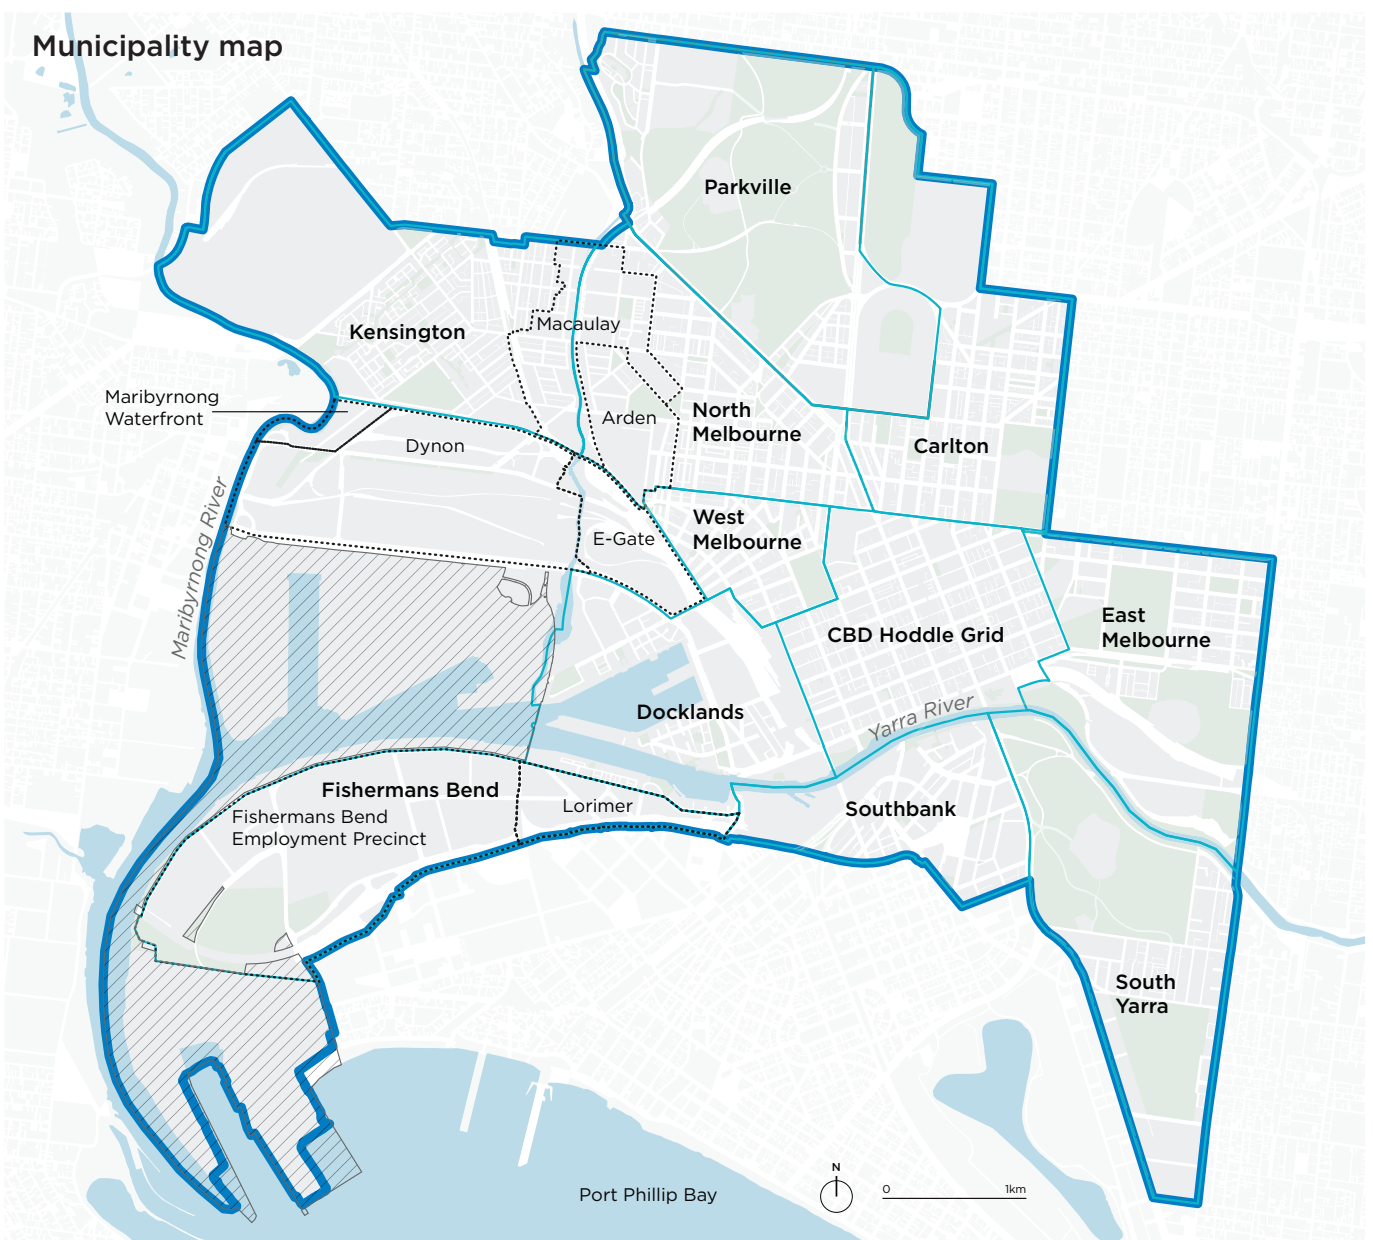 Municipality map
Parkville
Kensington
Macaulay
Maribyrnong
Waterfront
Dynon
Arden
North
Melbourne
Carlton
Maribyrnong River
E-Gate
West
Melbourne
CBD Hoddle Grid
East
Melbourne
Docklands
Yarra River
Fishermans Bend
Fishermans Bend
Employment Precinct
Lorimer
Southbank
South
Yarra
Port Phillip Bay
N
0
1km